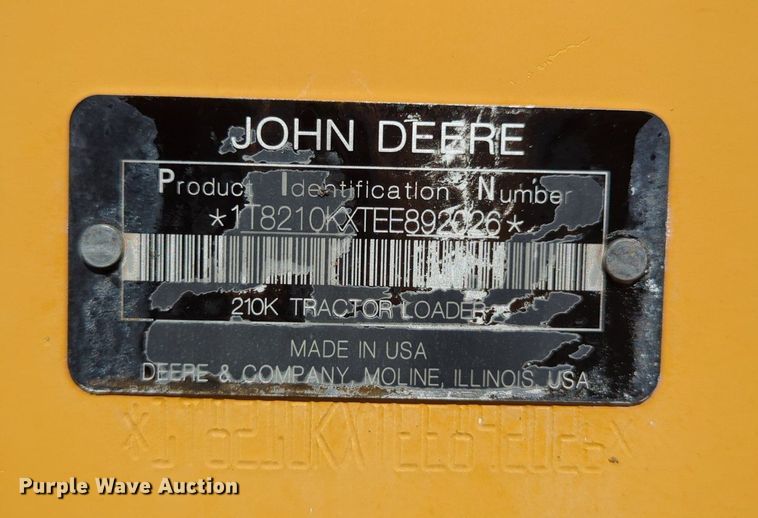 JOHN DEERE
Product Identification Number
*1T8210KXTEE892026*
210K TRACTOR LOADER
MADE IN USA
DEERE & COMPANY, MOLINE, ILLINOIS, USA
*1T8210KXTEE892026*
Purple Wave Auction